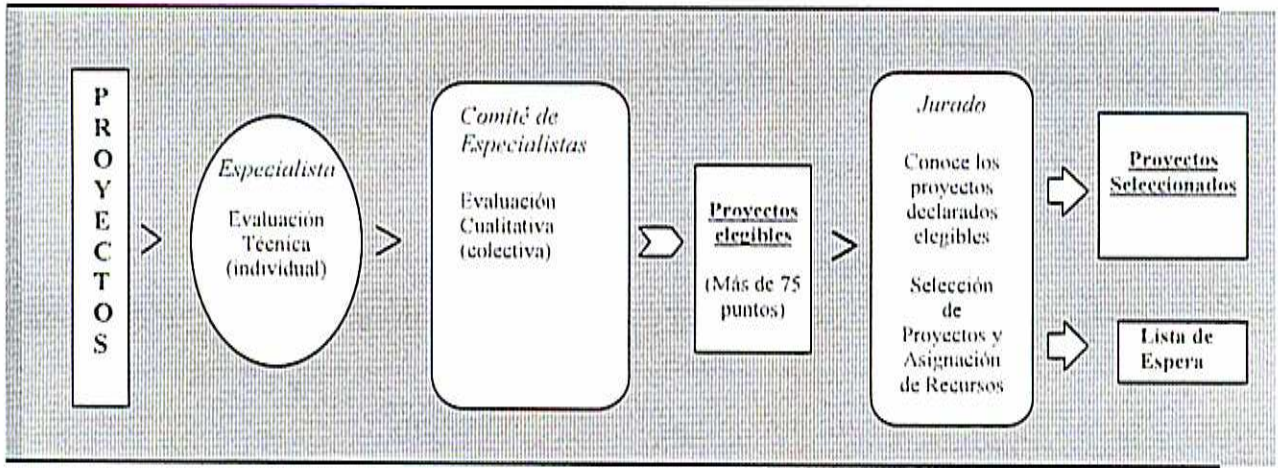 P
R
O
Y
E
C
T
O
S
Especialista
Evaluación
Técnica
(individual)
Comité de
Especialistas
Evaluación
Cualitativa
(colectiva)
Proyectos
elegibles
(Más de 75
puntos)
Jurado
Conoce los
proyectos
declarados
elegibles
Selección
de
Proyectos y
Asignación
de Recursos
Proyectos
Seleccionados
Lista de
Espera